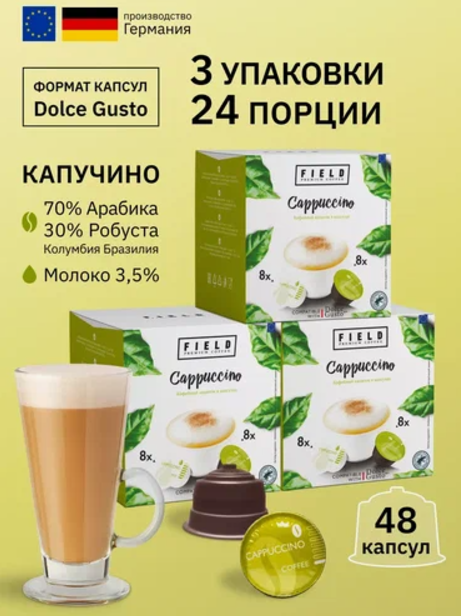 производство
Германия
ФОРМАТ КАПСУЛ
Dolce Gusto
3 УПАКОВКИ
24 ПОРЦИИ
КАПУЧИНО
70% Арабика
30% Робуста
Колумбия Бразилия
Молоко 3,5%
FIELD
PREMIUM COFFEE
Cappuccino
8x
8x
FIELD
PREMIUM COFFEE
Cappuccino
8x
8x
FIELD
PREMIUM COFFEE
Cappuccino
8x
8x
CAPPUCCINO
COFFEE
48
капсул